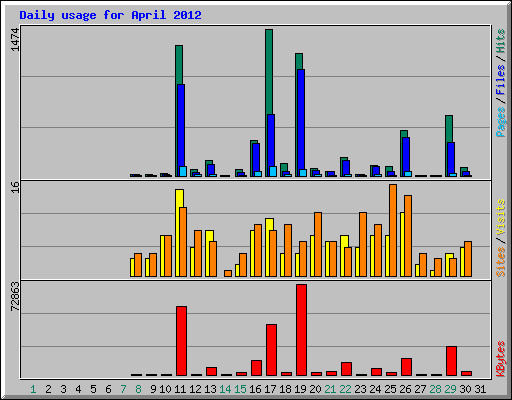 Daily usage for April 2012
1474
Pages / Files / Hits
16
Sites / Visits
72863
KBytes
1 2 3 4 5 6 7 8 9 10 11 12 13 14 15 16 17 18 19 20 21 22 23 24 25 26 27 28 29 30 31